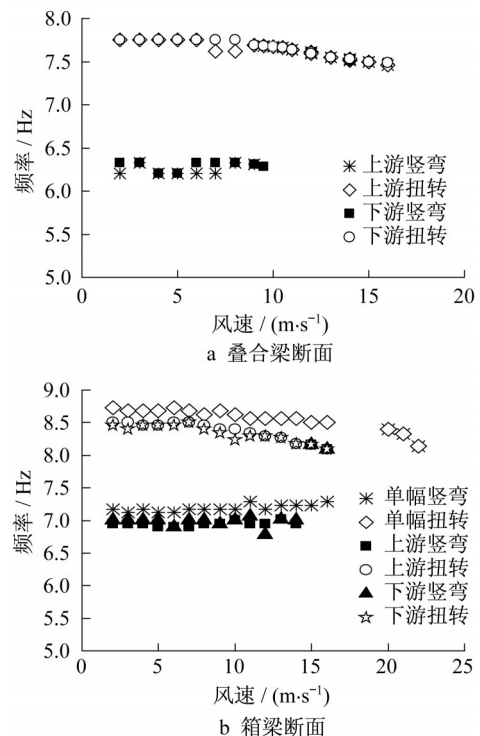 8.0
7.5
7.0
6.5
6.0
5.5
5.0
频率 / Hz
上游竖弯
上游扭转
下游竖弯
下游扭转
0 5 10 15 20
风速 / (m·s⁻¹)
a 叠合梁断面
9.0
8.5
8.0
7.5
7.0
6.5
6.0
5.5
5.0
频率 / Hz
单幅竖弯
单幅扭转
上游竖弯
上游扭转
下游竖弯
下游扭转
0 5 10 15 20 25
风速 / (m·s⁻¹)
b 箱梁断面